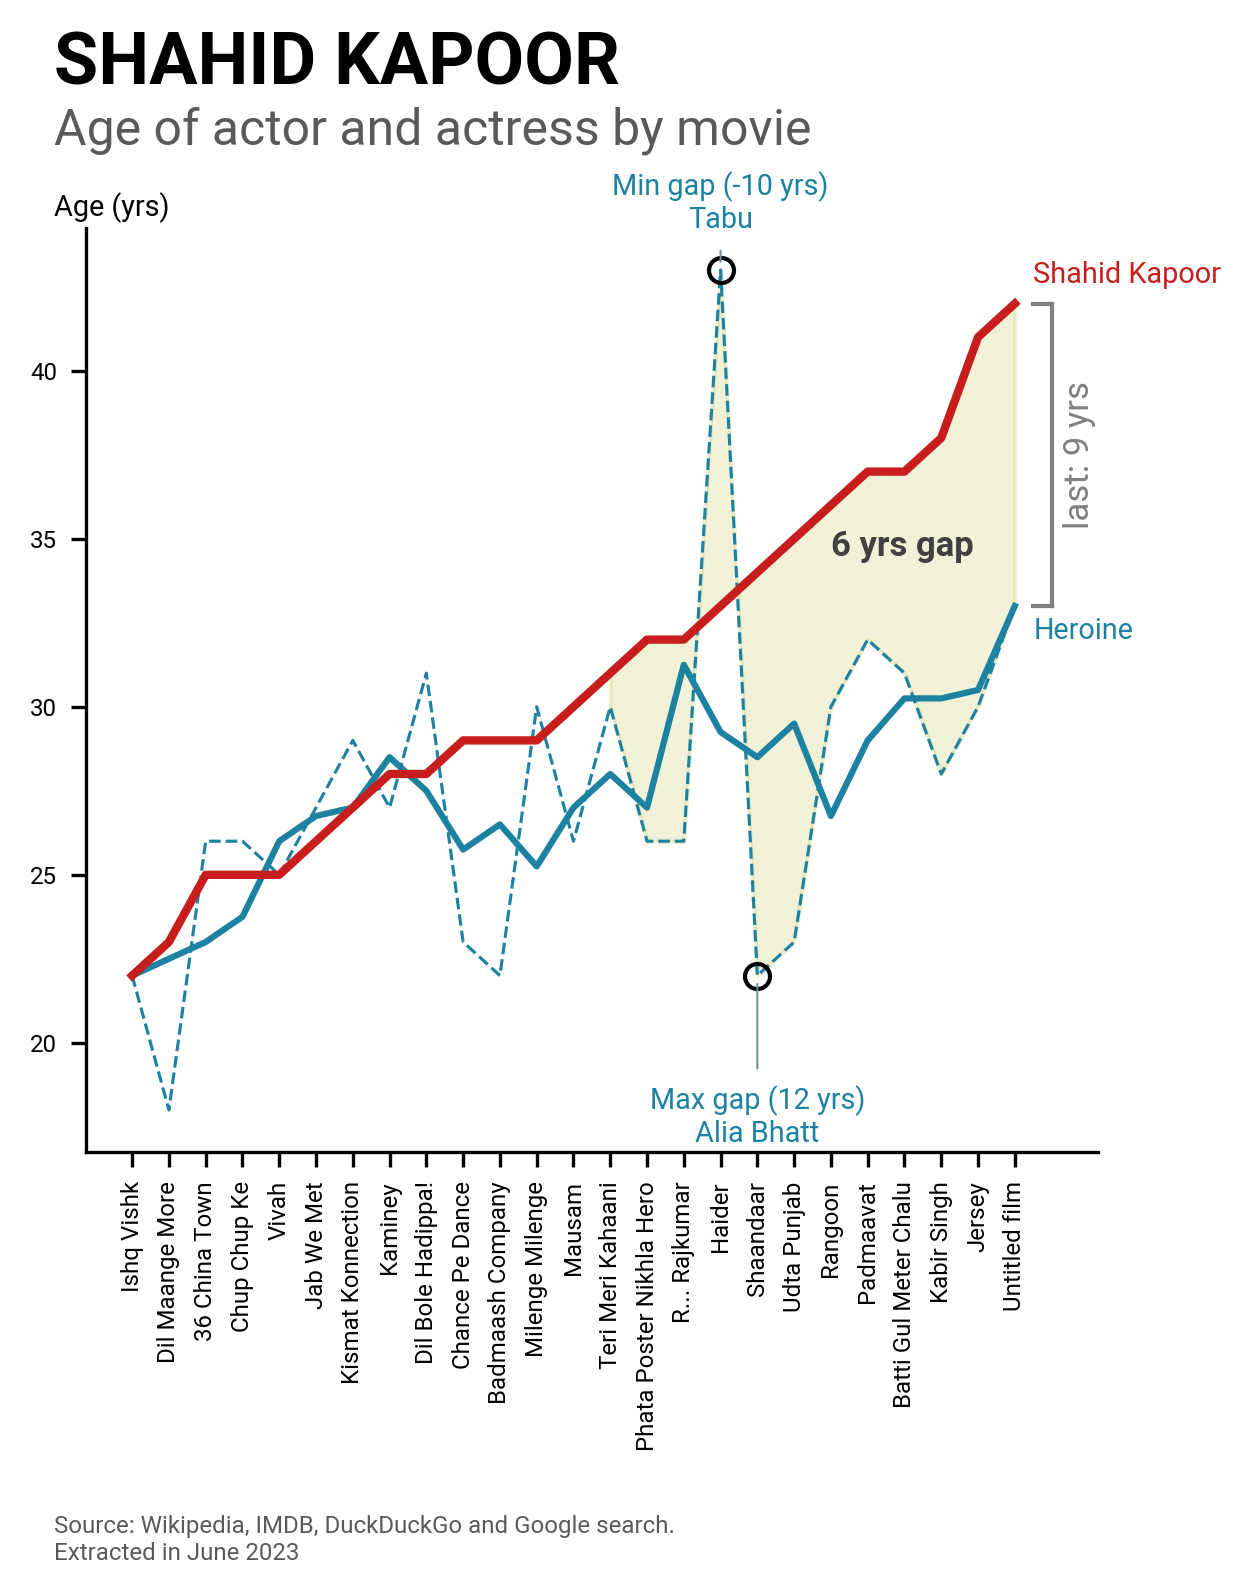 SHAHID KAPOOR
Age of actor and actress by movie
Min gap (-10 yrs)
Tabu
Age (yrs)
Shahid Kapoor
40
last: 9 yrs
35
6 yrs gap
Heroine
30
25
20
Max gap (12 yrs)
Alia Bhatt
Ishq Vishk
Dil Maange More
36 China Town
Chup Chup Ke
Vivah
Jab We Met
Kismat Konnection
Kaminey
Dil Bole Hadippa!
Chance Pe Dance
Badmaash Company
Milenge Milenge
Mausam
Teri Meri Kahaani
Phata Poster Nikhla Hero
R... Rajkumar
Haider
Shaandaar
Udta Punjab
Rangoon
Padmaavat
Batti Gul Meter Chalu
Kabir Singh
Jersey
Untitled film
Source: Wikipedia, IMDB, DuckDuckGo and Google search.
Extracted in June 2023